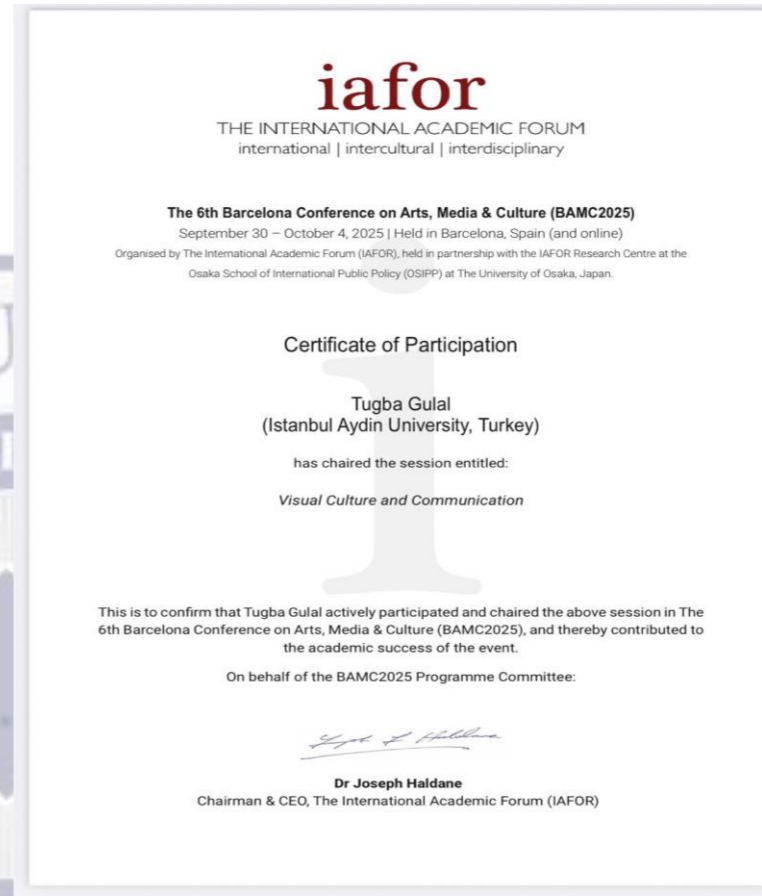 iafor
THE INTERNATIONAL ACADEMIC FORUM
international | intercultural | interdisciplinary
The 6th Barcelona Conference on Arts, Media & Culture (BAMC2025)
September 30 – October 4, 2025 | Held in Barcelona, Spain (and online)
Organised by The International Academic Forum (IAFOR), held in partnership with the IAFOR Research Centre at the
Osaka School of International Public Policy (OSIPP) at The University of Osaka, Japan.
Certificate of Participation
Tugba Gulal
(Istanbul Aydin University, Turkey)
has chaired the session entitled:
Visual Culture and Communication
This is to confirm that Tugba Gulal actively participated and chaired the above session in The
6th Barcelona Conference on Arts, Media & Culture (BAMC2025), and thereby contributed to
the academic success of the event.
On behalf of the BAMC2025 Programme Committee:
Dr Joseph Haldane
Chairman & CEO, The International Academic Forum (IAFOR)